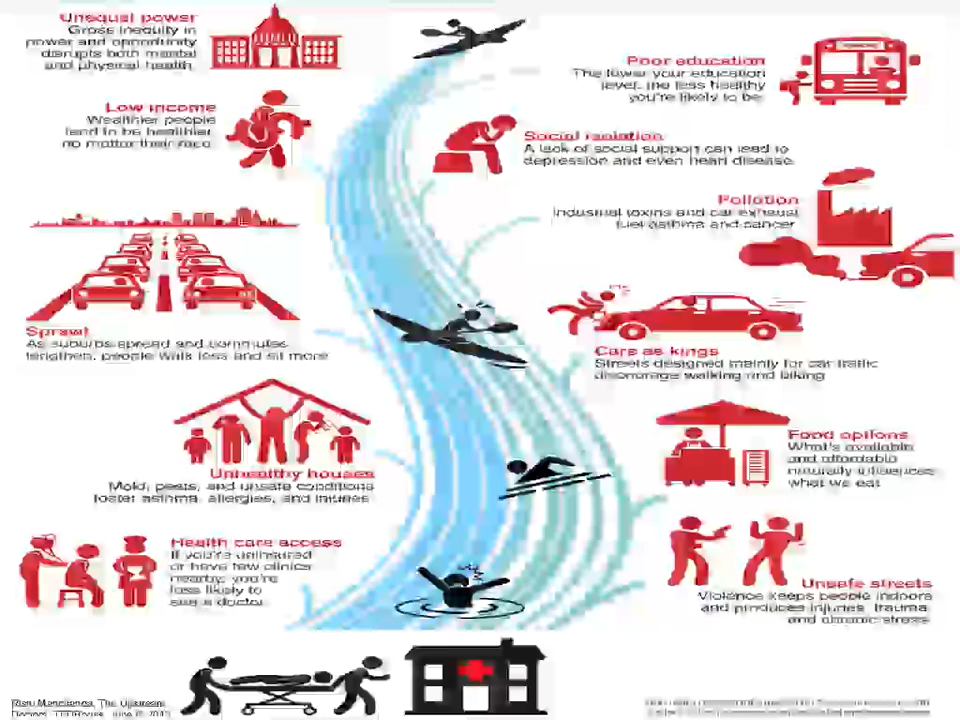 Unequal power
Gross inequity in
power and opportunity
disrupts both mental
and physical health.
Poor education
The lower your education
level, the less healthy
you're likely to be.
Low income
Wealthier people
tend to be healthier
no matter their race.
Social isolation
A lack of social support can lead to
depression and even heart disease.
Pollution
Industrial toxins and car exhaust
fuel asthma and cancer.
Sprawl
As suburbs spread and commutes
lengthen, people walk less and sit more.
Cars as kings
Streets designed mainly for car traffic
discourage walking and biking.
Unhealthy houses
Mold, pests, and unsafe conditions
foster asthma, allergies, and injuries.
Food options
What's available
and affordable
naturally influences
what we eat.
Health care access
If you're uninsured
or have few clinics
nearby, you're
less likely to
see a doctor.
Unsafe streets
Violence keeps people indoors
and produces injuries, trauma,
and chronic stress.
The Upstream